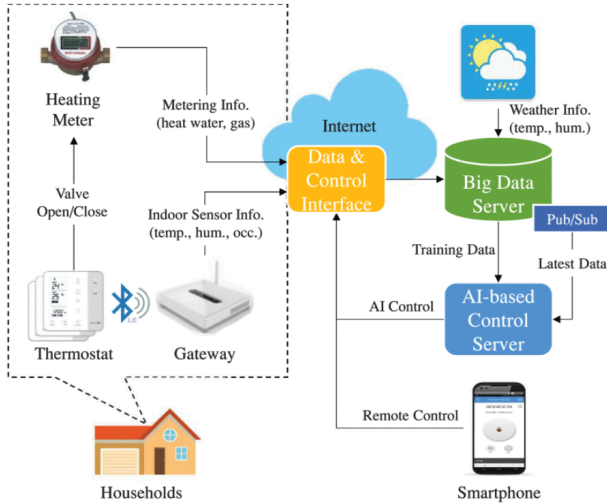 Heating
Meter
Metering Info.
(heat water, gas)
Internet
Weather Info.
(temp., hum.)
Data &
Control
Interface
Big Data
Server
Pub/Sub
Valve
Open/Close
Indoor Sensor Info.
(temp., hum., occ.)
Training Data
Latest Data
LE
Thermostat
Gateway
AI Control
AI-based
Control
Server
Remote Control
Households
Smartphone